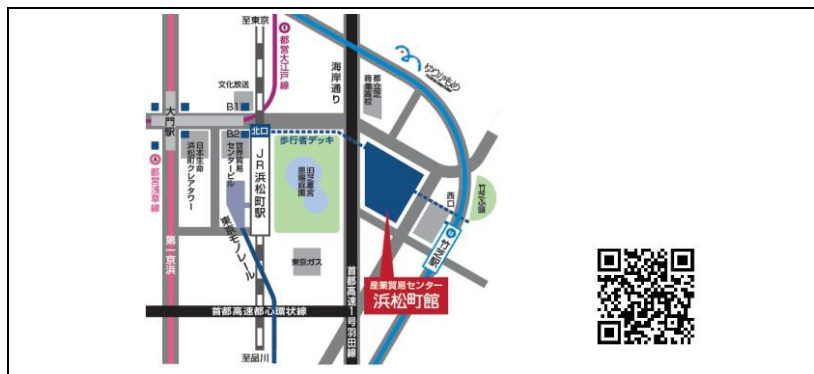 至東京
都営大江戸線
海岸通り
ゆりかもめ
文化放送
都立芝商業高校
大門駅
B1
B2
北口
歩行者デッキ
日本生命
浜松町クレアタワー
世界貿易
センタービル
JR浜松町駅
旧芝離宮
恩賜庭園
西口
竹芝ふ頭
竹芝駅
都営浅草線
第一京浜
東京モノレール
東京ガス
産業貿易センター
浜松町館
首都高速都心環状線
首都高速1号羽田線
至品川